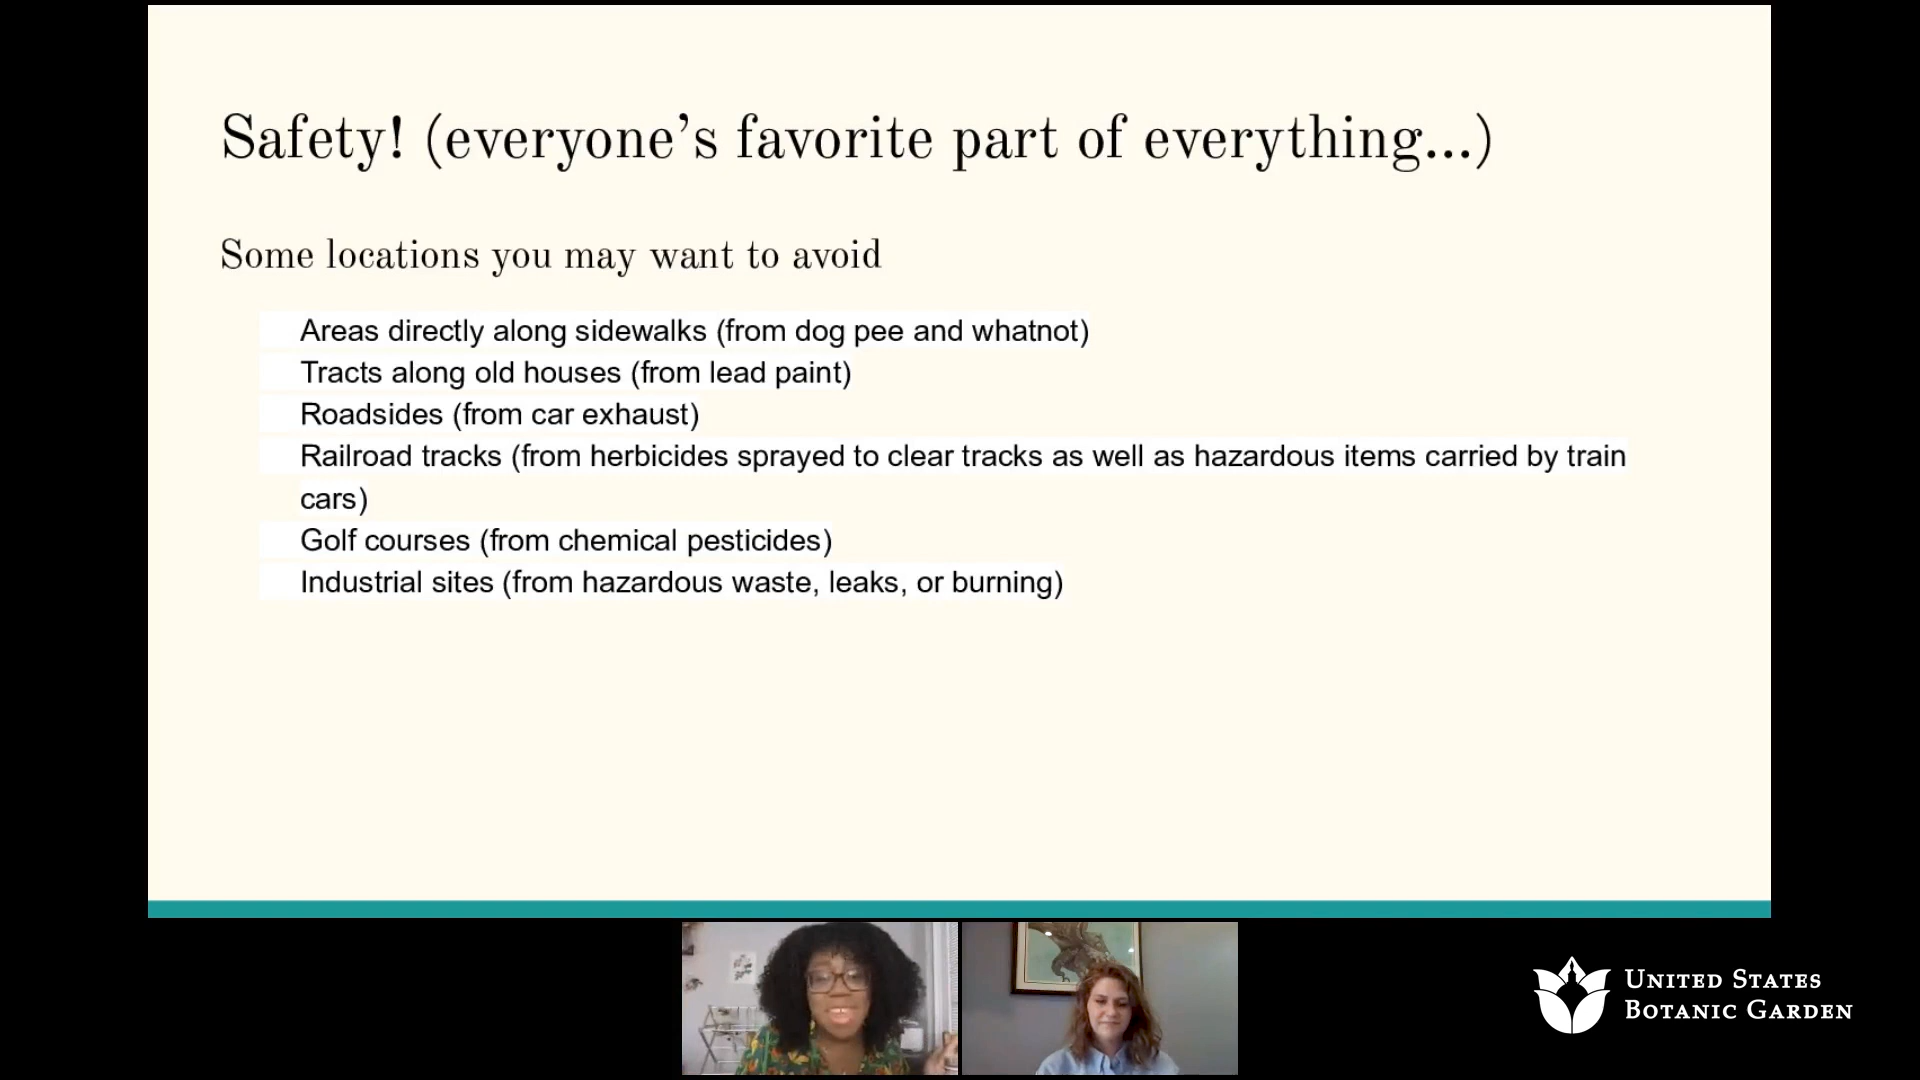 Safety! (everyone’s favorite part of everything...)
Some locations you may want to avoid
Areas directly along sidewalks (from dog pee and whatnot)
Tracts along old houses (from lead paint)
Roadsides (from car exhaust)
Railroad tracks (from herbicides sprayed to clear tracks as well as hazardous items carried by train
cars)
Golf courses (from chemical pesticides)
Industrial sites (from hazardous waste, leaks, or burning)
United States
Botanic Garden